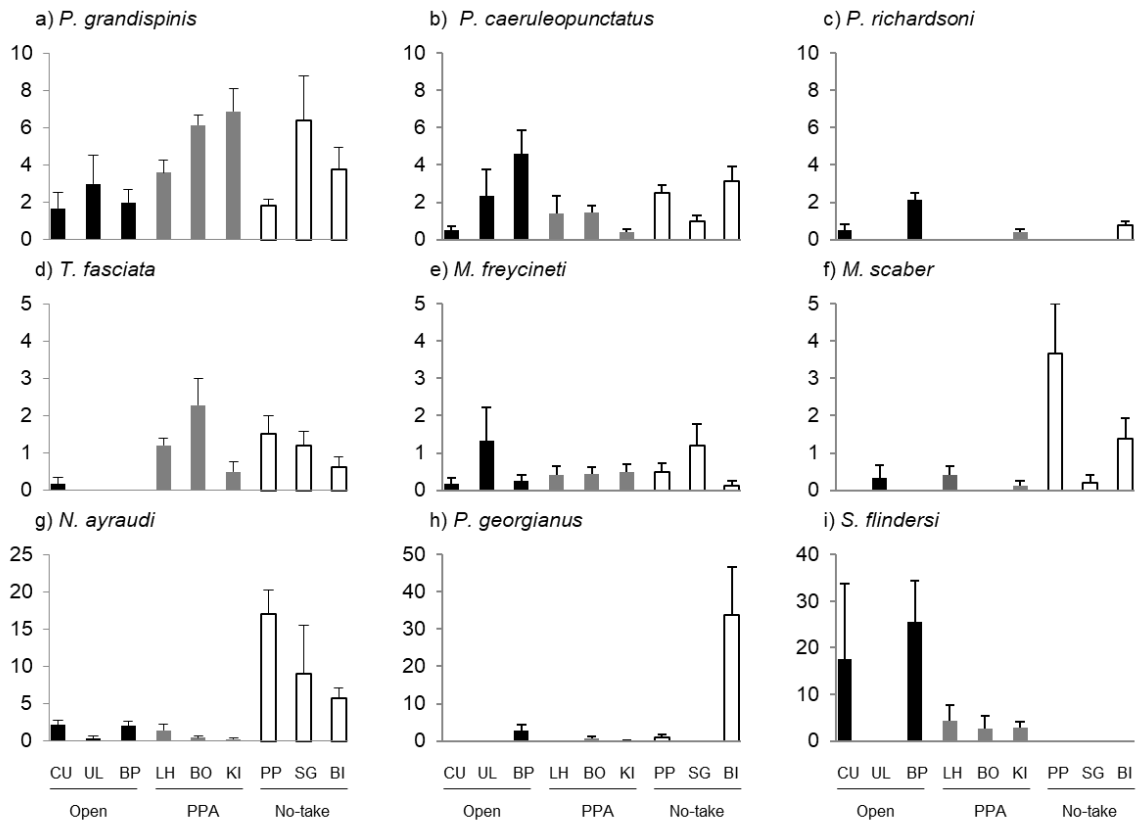 a) P. grandispinis b) P. caeruleopunctatus c) P. richardsoni
10 10 10
8 8 8
6 6 6
4 4 4
2 2 2
0 0 0
d) T. fasciata e) M. freycineti f) M. scaber
5 5 5
4 4 4
3 3 3
2 2 2
1 1 1
0 0 0
g) N. ayraudi h) P. georgianus i) S. flindersi
25 50 40
20 40 30
15 30 20
10 20 10
5 10 0
0 0
CU UL BP LH BO KI PP SG BI CU UL BP LH BO KI PP SG BI CU UL BP LH BO KI PP SG BI
Open PPA No-take Open PPA No-take Open PPA No-take